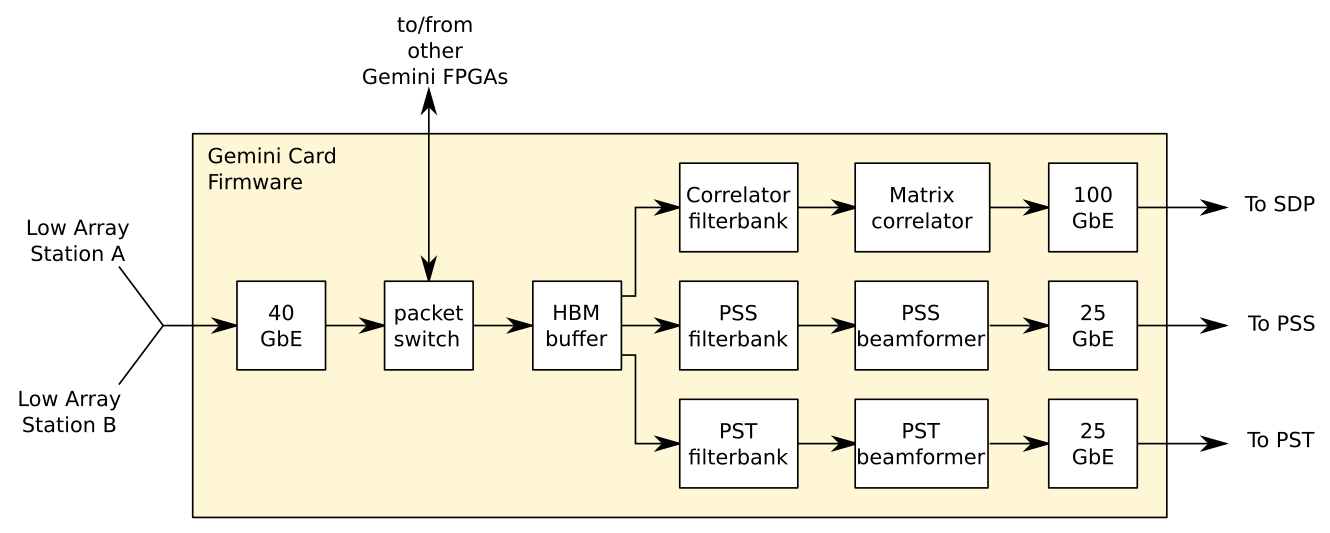 to/from
other
Gemini FPGAs
Gemini Card
Firmware
Low Array
Station A
Low Array
Station B
40
GbE
packet
switch
HBM
buffer
Correlator
filterbank
Matrix
correlator
100
GbE
To SDP
PSS
filterbank
PSS
beamformer
25
GbE
To PSS
PST
filterbank
PST
beamformer
25
GbE
To PST